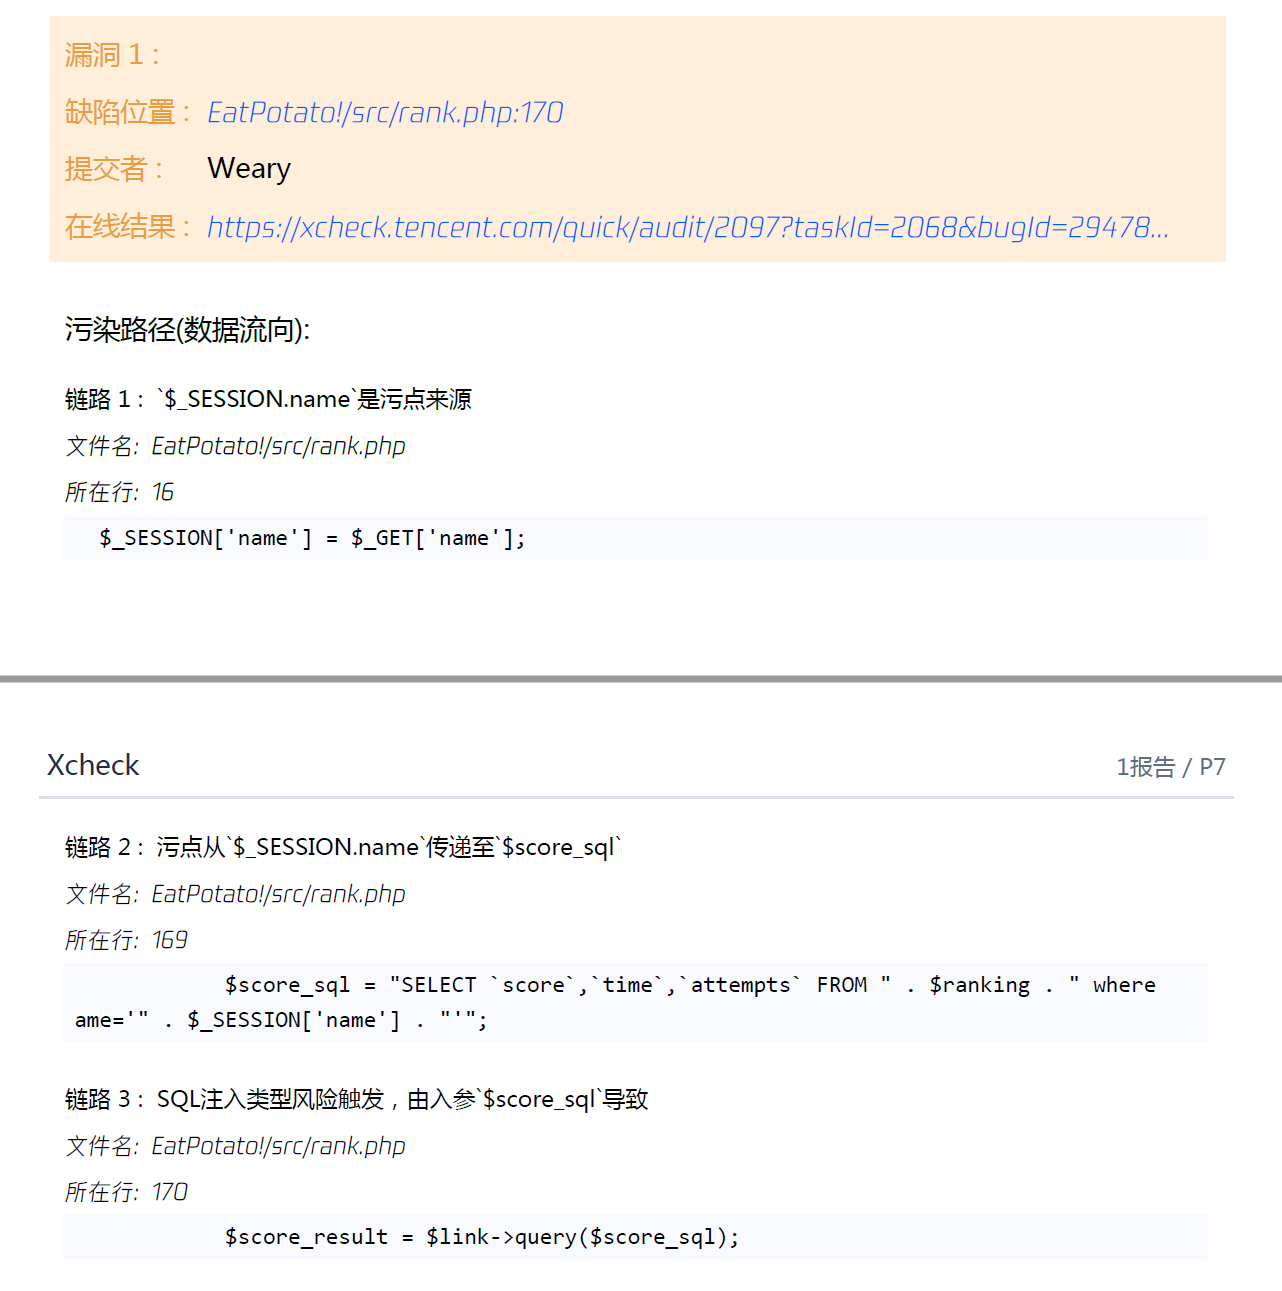 漏洞 1：
缺陷位置： EatPotato!/src/rank.php:170
提交者： Weary
在线结果： https://xcheck.tencent.com/quick/audit/2097?taskId=2068&bugId=29478...
污染路径(数据流向):
链路 1： `$_SESSION.name`是污点来源
文件名: EatPotato!/src/rank.php
所在行: 16
$_SESSION['name'] = $_GET['name'];
Xcheck
1报告 / P7
链路 2： 污点从`$_SESSION.name`传递至`$score_sql`
文件名: EatPotato!/src/rank.php
所在行: 169
$score_sql = "SELECT `score`,`time`,`attempts` FROM " . $ranking . " where
ame='" . $_SESSION['name'] . "'";
链路 3： SQL注入类型风险触发，由入参`$score_sql`导致
文件名: EatPotato!/src/rank.php
所在行: 170
$score_result = $link->query($score_sql);